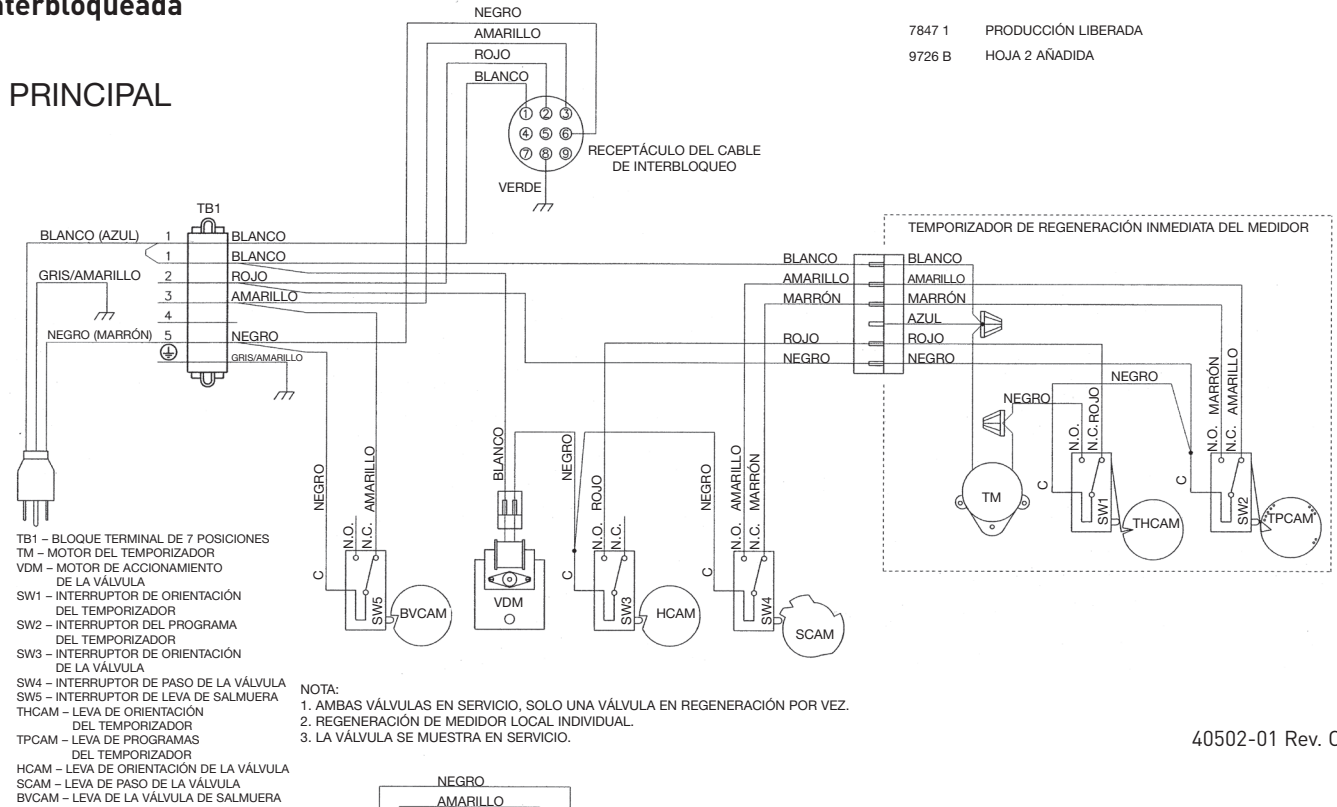 nterbloqueada
PRINCIPAL
7847 1 PRODUCCIÓN LIBERADA
9726 B HOJA 2 AÑADIDA
NEGRO
AMARILLO
ROJO
BLANCO
1 2 3
4 5 6
7 8 9
RECEPTÁCULO DEL CABLE
DE INTERBLOQUEO
VERDE
TB1
BLANCO (AZUL) 1 BLANCO
1 BLANCO
GRIS/AMARILLO 2 ROJO
3 AMARILLO
4
NEGRO (MARRÓN) 5 NEGRO
GRIS/AMARILLO
TEMPORIZADOR DE REGENERACIÓN INMEDIATA DEL MEDIDOR
BLANCO BLANCO
AMARILLO AMARILLO
MARRÓN MARRÓN
AZUL
ROJO ROJO
NEGRO NEGRO
NEGRO
NEGRO
N.O.
N.C.
ROJO
C
SW1
THCAM
TM
N.O.
MARRÓN
N.C.
AMARILLO
C
SW2
TPCAM
NEGRO
C
N.O.
N.C.
AMARILLO
SW5
BVCAM
BLANCO
VDM
NEGRO
C
N.O.
ROJO
N.C.
SW3
HCAM
NEGRO
C
N.O.
AMARILLO
N.C.
MARRÓN
SW4
SCAM
TB1 – BLOQUE TERMINAL DE 7 POSICIONES
TM – MOTOR DEL TEMPORIZADOR
VDM – MOTOR DE ACCIONAMIENTO
DE LA VÁLVULA
SW1 – INTERRUPTOR DE ORIENTACIÓN
DEL TEMPORIZADOR
SW2 – INTERRUPTOR DEL PROGRAMA
DEL TEMPORIZADOR
SW3 – INTERRUPTOR DE ORIENTACIÓN
DE LA VÁLVULA
SW4 – INTERRUPTOR DE PASO DE LA VÁLVULA
SW5 – INTERRUPTOR DE LEVA DE SALMUERA
THCAM – LEVA DE ORIENTACIÓN
DEL TEMPORIZADOR
TPCAM – LEVA DE PROGRAMAS
DEL TEMPORIZADOR
HCAM – LEVA DE ORIENTACIÓN DE LA VÁLVULA
SCAM – LEVA DE PASO DE LA VÁLVULA
BVCAM – LEVA DE LA VÁLVULA DE SALMUERA
NOTA:
1. AMBAS VÁLVULAS EN SERVICIO, SOLO UNA VÁLVULA EN REGENERACIÓN POR VEZ.
2. REGENERACIÓN DE MEDIDOR LOCAL INDIVIDUAL.
3. LA VÁLVULA SE MUESTRA EN SERVICIO.
40502-01 Rev. C
NEGRO
AMARILLO